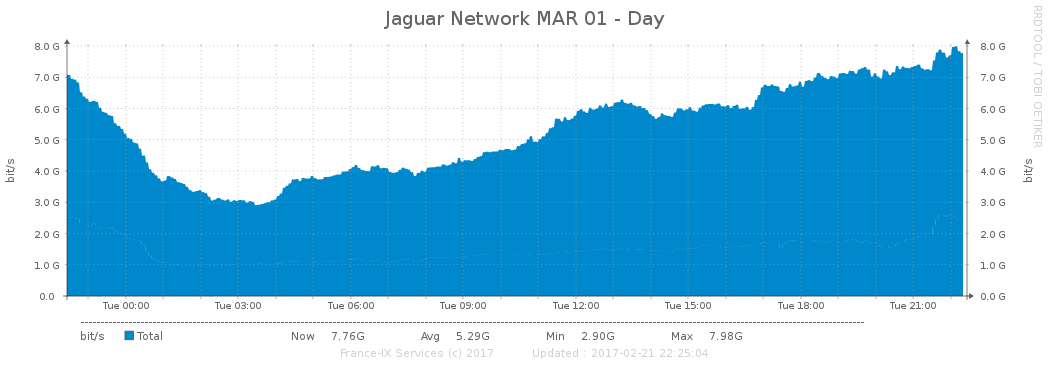 Jaguar Network MAR 01 - Day
RRDTOOL / TOBI OETIKER
bit/s
8.0 G
7.0 G
6.0 G
5.0 G
4.0 G
3.0 G
2.0 G
1.0 G
0.0
8.0 G
7.0 G
6.0 G
5.0 G
4.0 G
3.0 G
2.0 G
1.0 G
0.0 G
bit/s
Tue 00:00 Tue 03:00 Tue 06:00 Tue 09:00 Tue 12:00 Tue 15:00 Tue 18:00 Tue 21:00
bit/s Total Now 7.76G Avg 5.29G Min 2.90G Max 7.98G
France-IX Services (c) 2017 Updated : 2017-02-21 22:25:04